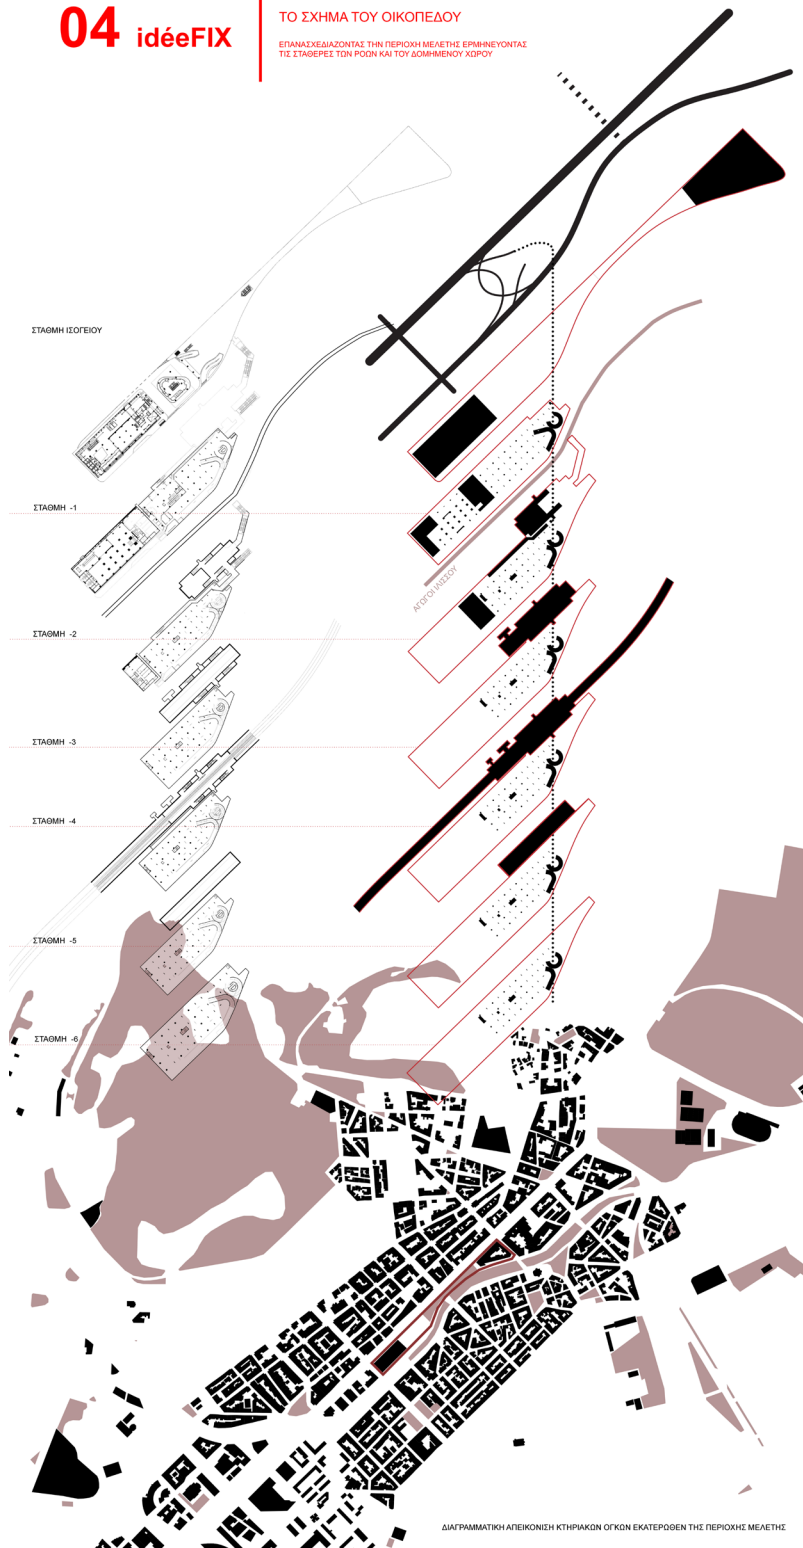 04 idéeFIX
ΤΟ ΣΧΗΜΑ ΤΟΥ ΟΙΚΟΠΕΔΟΥ
ΕΠΑΝΑΣΧΕΔΙΑΖΟΝΤΑΣ ΤΗΝ ΠΕΡΙΟΧΗ ΜΕΛΕΤΗΣ ΕΡΜΗΝΕΥΟΝΤΑΣ
ΤΙΣ ΣΤΑΘΕΡΕΣ ΤΩΝ ΡΟΩΝ ΚΑΙ ΤΟΥ ΔΟΜΗΜΕΝΟΥ ΧΩΡΟΥ
ΣΤΑΘΜΗ ΙΣΟΓΕΙΟΥ
ΣΤΑΘΜΗ -1
ΑΓΩΓΟΙ ΙΛΙΣΣΟΥ
ΣΤΑΘΜΗ -2
ΣΤΑΘΜΗ -3
ΣΤΑΘΜΗ -4
ΣΤΑΘΜΗ -5
ΣΤΑΘΜΗ -6
ΔΙΑΓΡΑΜΜΑΤΙΚΗ ΑΠΕΙΚΟΝΙΣΗ ΚΤΗΡΙΑΚΩΝ ΟΓΚΩΝ ΕΚΑΤΕΡΩΘΕΝ ΤΗΣ ΠΕΡΙΟΧΗΣ ΜΕΛΕΤΗΣ